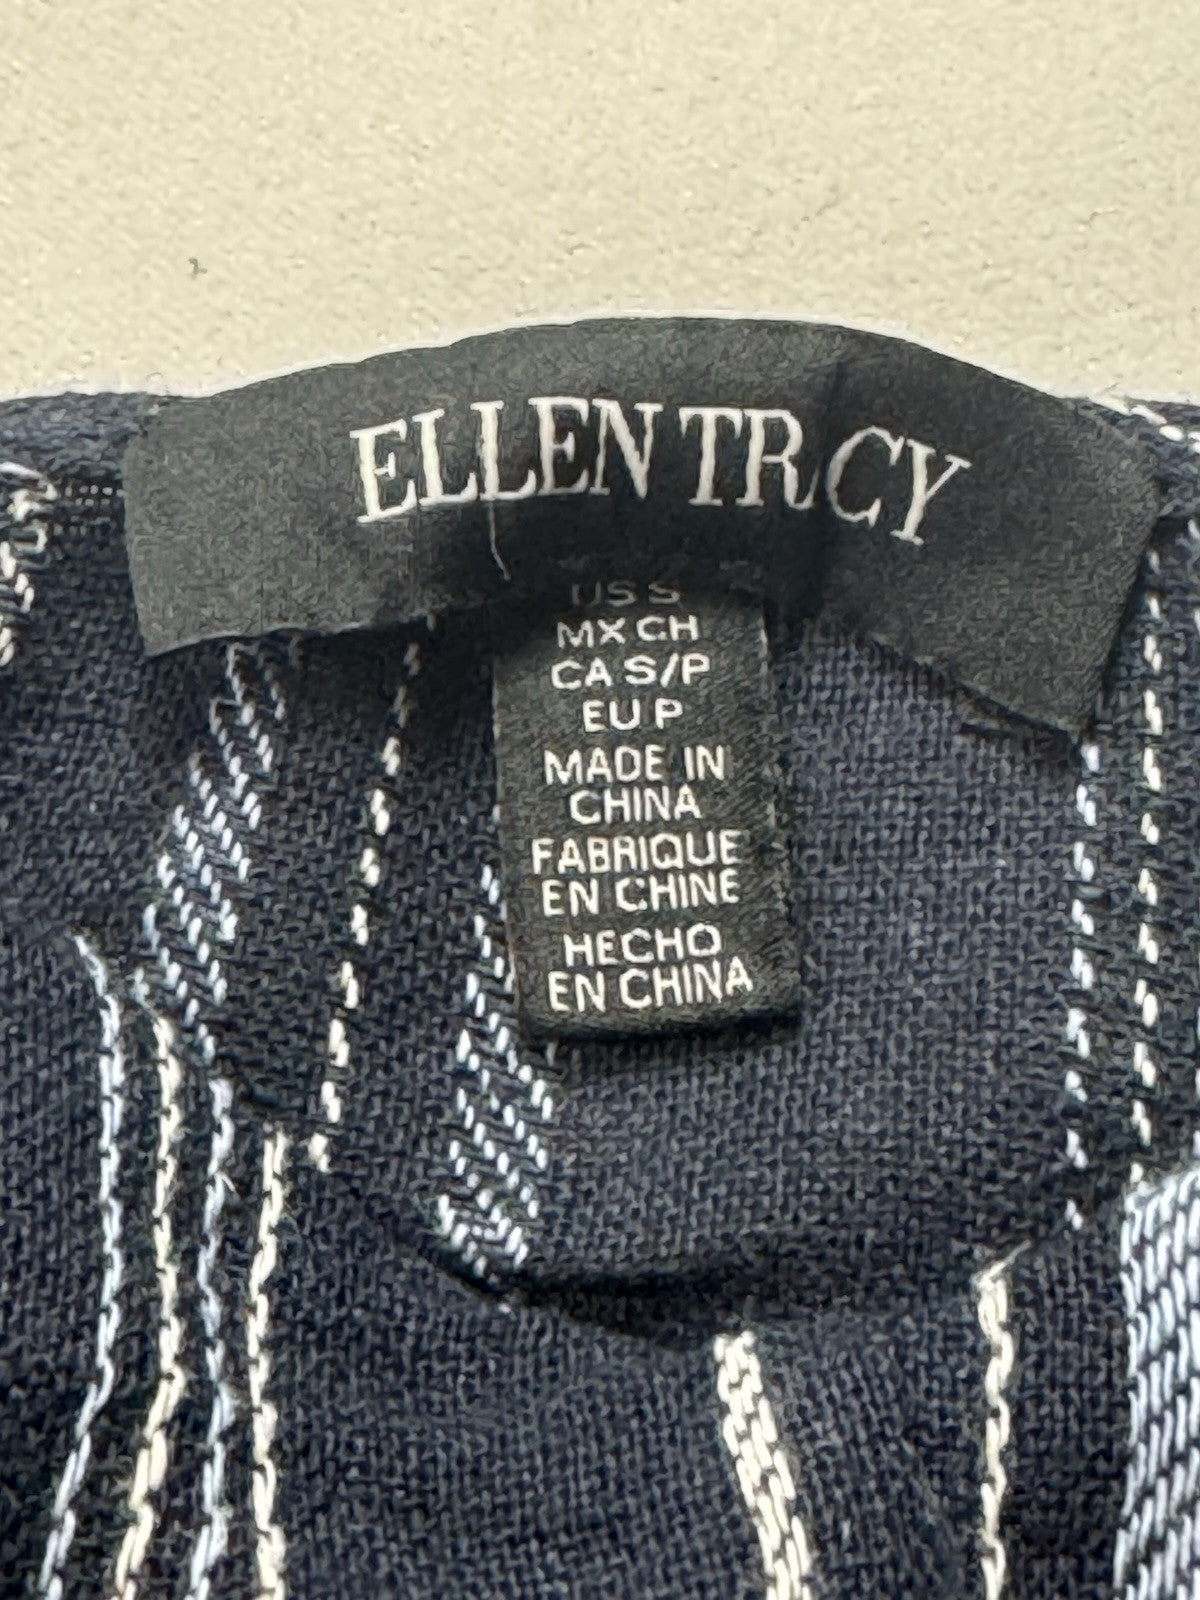 ELLEN TRCY
US S
MX CH
CA S/P
EU P
MADE IN
CHINA
FABRIQUE
EN CHINE
HECHO
EN CHINA